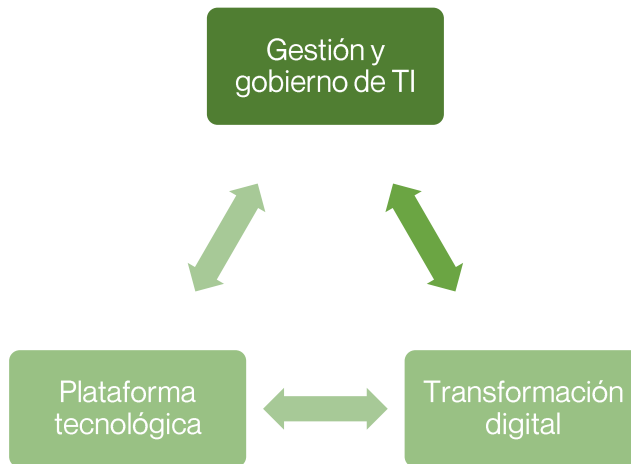 Gestión y
gobierno de TI
Plataforma
tecnológica
Transformación
digital